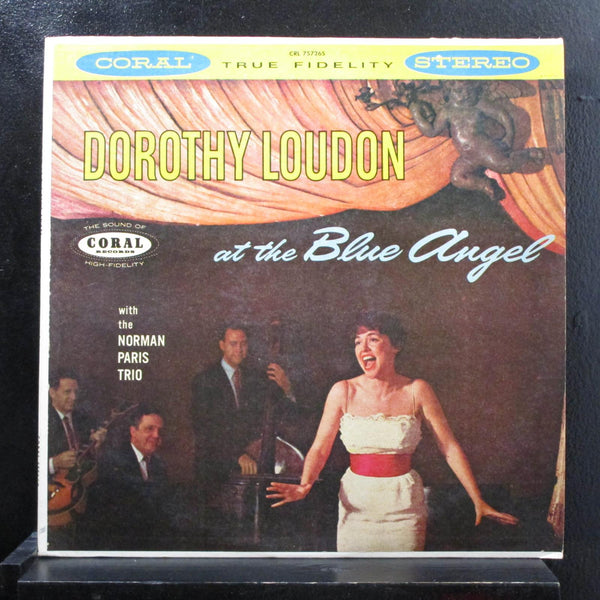 CRL 757265
CORAL TRUE FIDELITY STEREO
DOROTHY LOUDON
at the Blue Angel
THE SOUND OF
CORAL
RECORDS
HIGH-FIDELITY
with
the
NORMAN
PARIS
TRIO